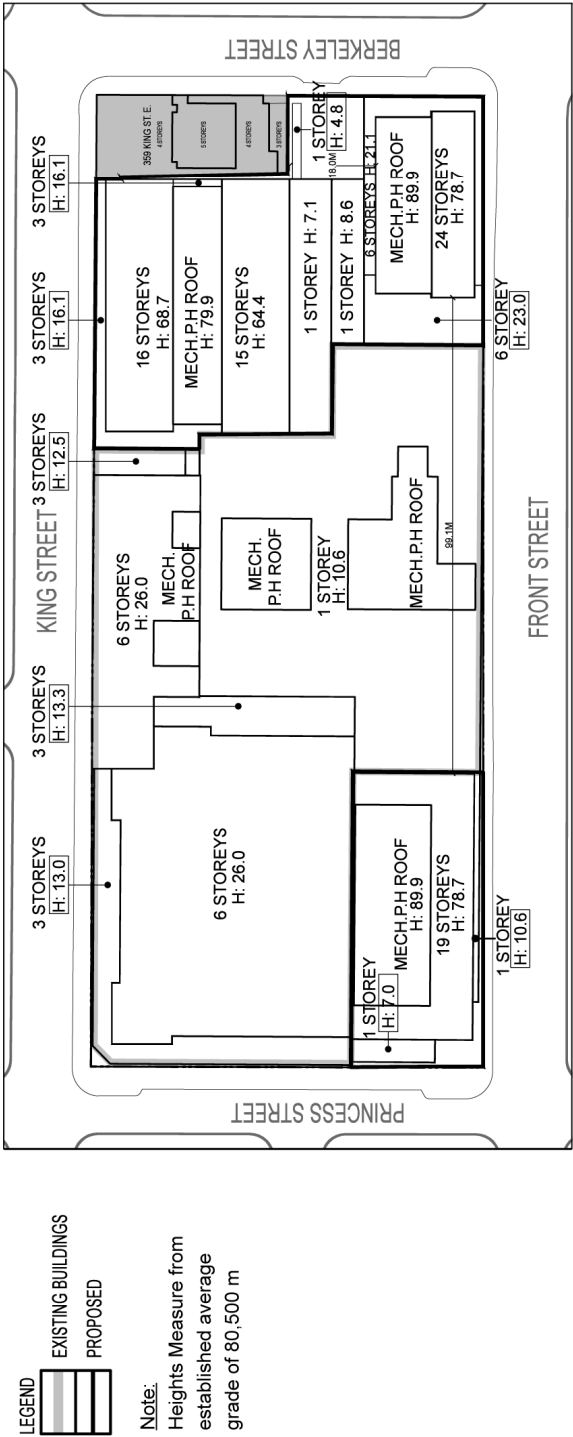 BERKELEY STREET
KING STREET
FRONT STREET
PRINCESS STREET
359 KING ST. E.
4 STOREYS
5 STOREYS
4 STOREYS
3 STOREYS
3 STOREYS
H: 16.1
3 STOREYS
H: 16.1
3 STOREYS
H: 12.5
3 STOREYS
H: 13.3
3 STOREYS
H: 13.0
16 STOREYS
H: 68.7
MECH.P.H ROOF
H: 79.9
15 STOREYS
H: 64.4
1 STOREY H: 7.1
1 STOREY H: 8.6
1 STOREY
H: 4.8
18.0M
6 STOREYS H: 21.1
MECH.P.H ROOF
H: 89.9
24 STOREYS
H: 78.7
6 STOREY
H: 23.0
6 STOREYS
H: 26.0
MECH.
P.H ROOF
MECH.
P.H ROOF
1 STOREY
H: 10.6
MECH.P.H ROOF
99.1M
6 STOREYS
H: 26.0
1 STOREY
H: 7.0
MECH.P.H ROOF
H: 89.9
19 STOREYS
H: 78.7
1 STOREY
H: 10.6
LEGEND
EXISTING BUILDINGS
PROPOSED
Note:
Heights Measure from
established average
grade of 80,500 m